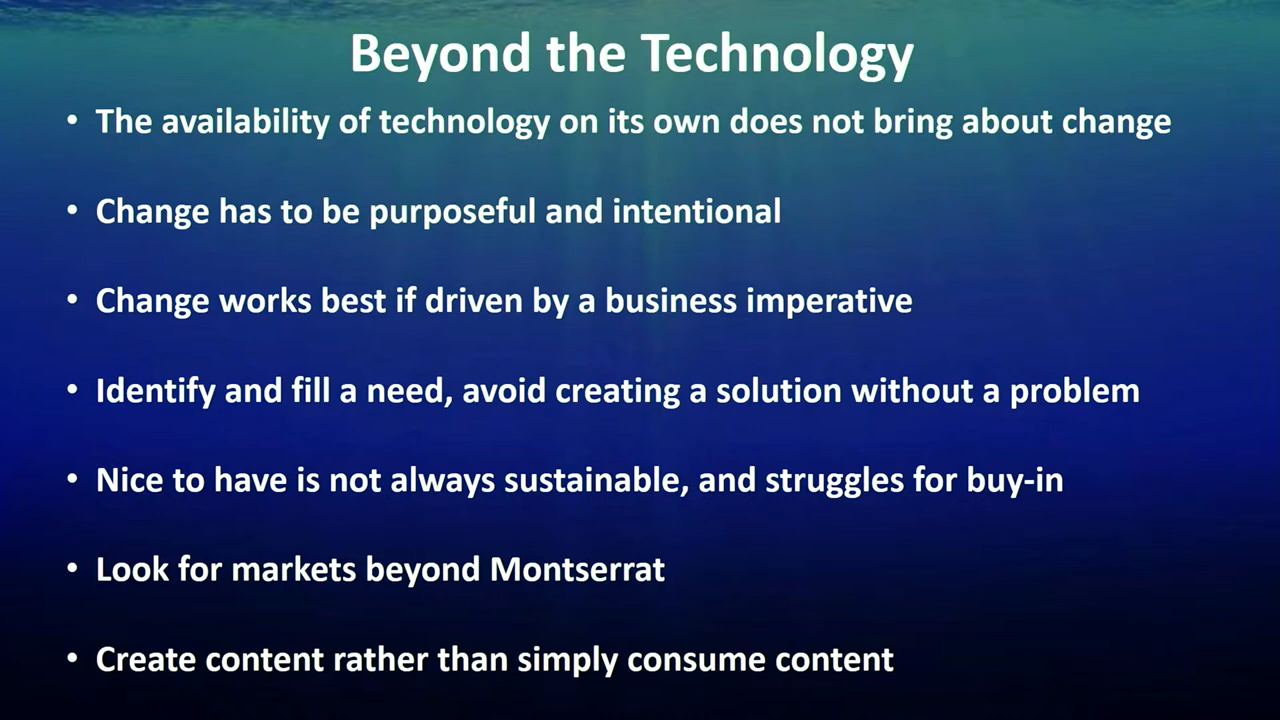 Beyond the Technology
• The availability of technology on its own does not bring about change
• Change has to be purposeful and intentional
• Change works best if driven by a business imperative
• Identify and fill a need, avoid creating a solution without a problem
• Nice to have is not always sustainable, and struggles for buy-in
• Look for markets beyond Montserrat
• Create content rather than simply consume content